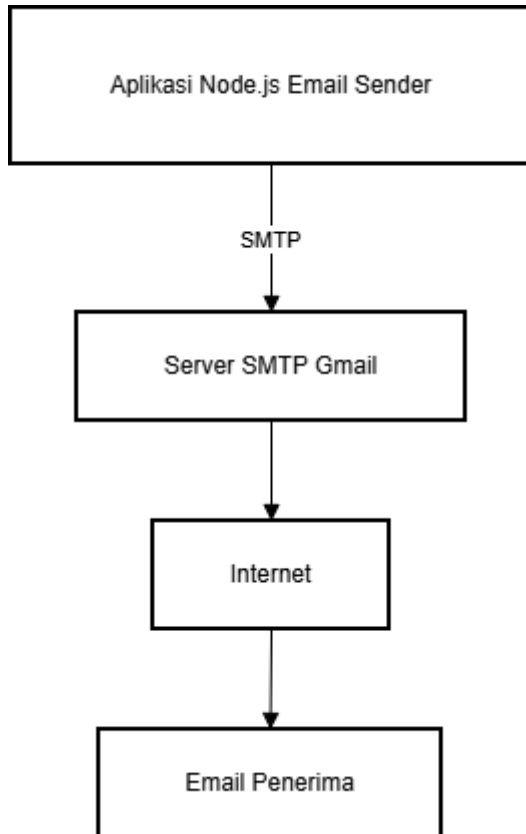 Aplikasi Node.js Email Sender
SMTP
Server SMTP Gmail
Internet
Email Penerima